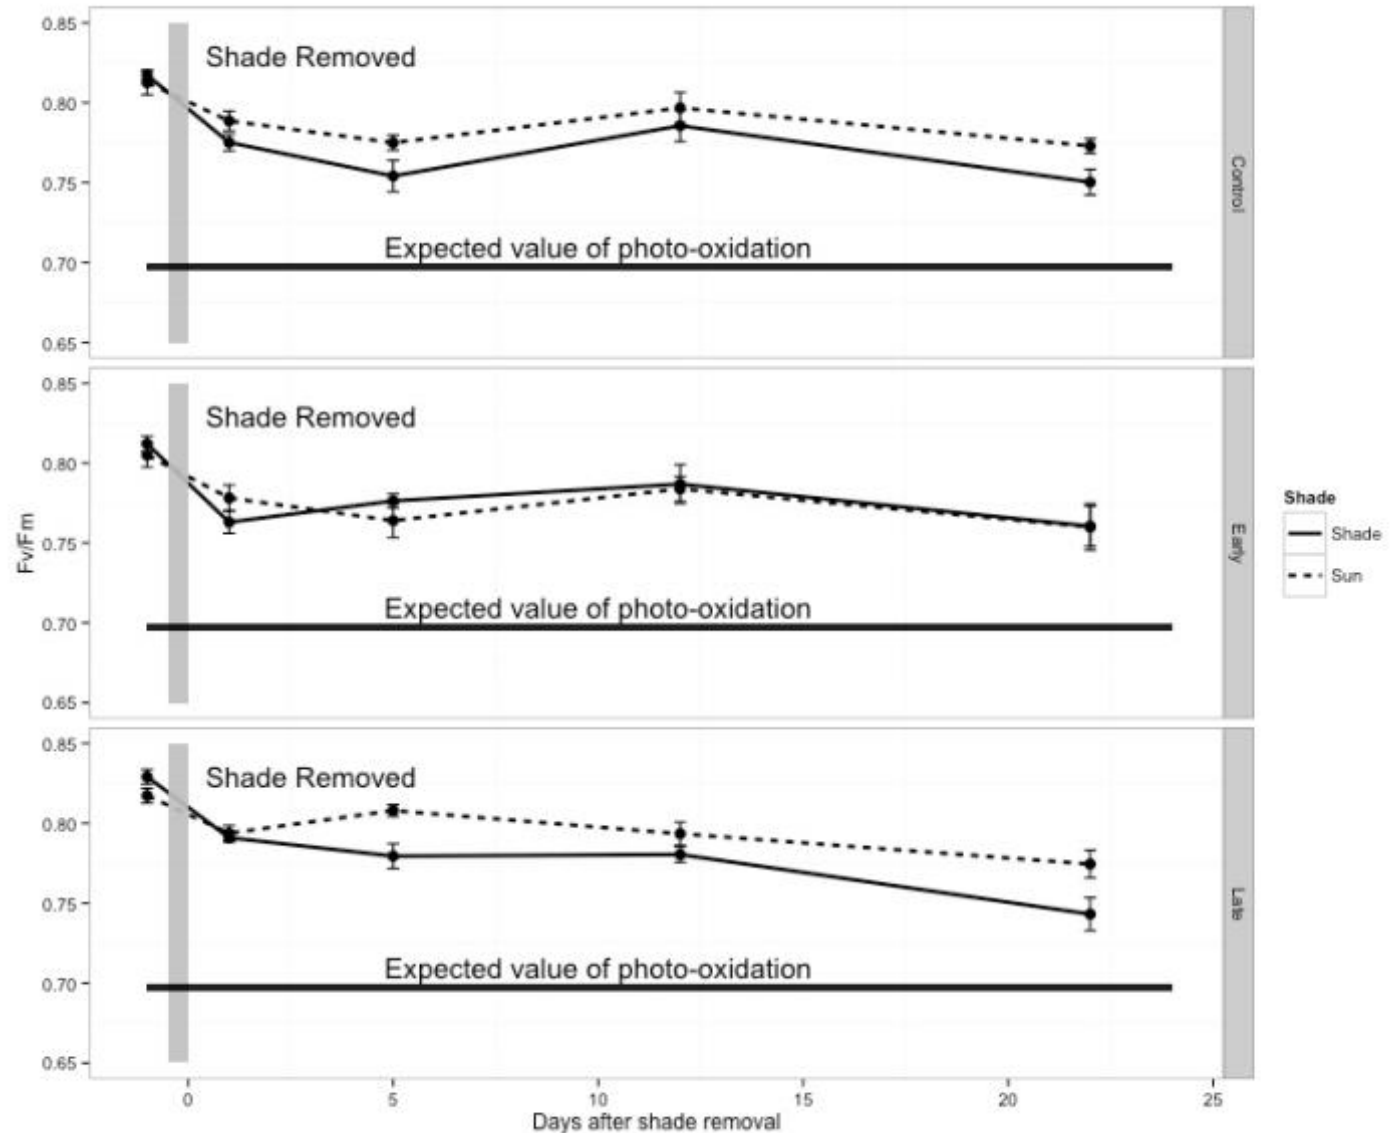 0.85
Shade Removed
0.80
0.75
Expected value of photo-oxidation
0.70
0.65
Control
0.85
Shade Removed
0.80
0.75
Expected value of photo-oxidation
0.70
0.65
Early
Fv/Fm
Shade
Shade
Sun
0.85
Shade Removed
0.80
0.75
Expected value of photo-oxidation
0.70
0.65
Late
0 5 10 15 20 25
Days after shade removal